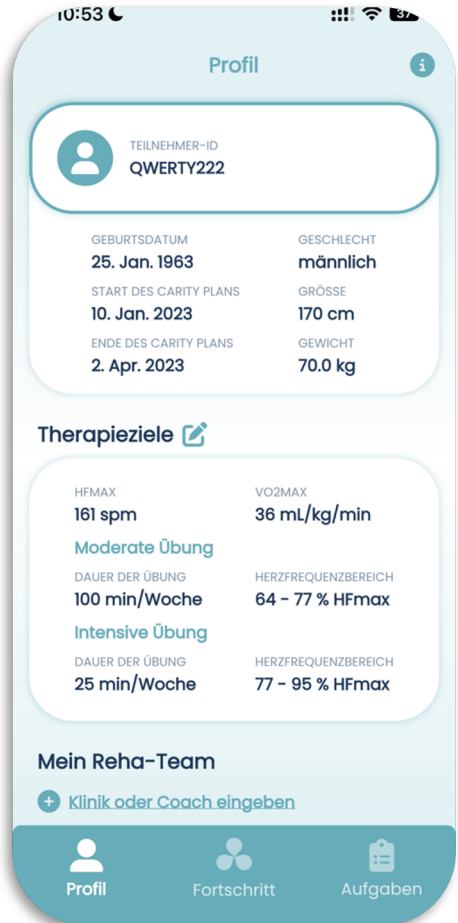 10:53
37
Profil
TEILNEHMER-ID
QWERTY222
GEBURTSDATUM GESCHLECHT
25. Jan. 1963 männlich
START DES CARITY PLANS GRÖSSE
10. Jan. 2023 170 cm
ENDE DES CARITY PLANS GEWICHT
2. Apr. 2023 70.0 kg
Therapieziele
HFMAX VO2MAX
161 spm 36 mL/kg/min
Moderate Übung
DAUER DER ÜBUNG HERZFREQUENZBEREICH
100 min/Woche 64 - 77 % HFmax
Intensive Übung
DAUER DER ÜBUNG HERZFREQUENZBEREICH
25 min/Woche 77 - 95 % HFmax
Mein Reha-Team
Klinik oder Coach eingeben
Profil Fortschritt Aufgaben